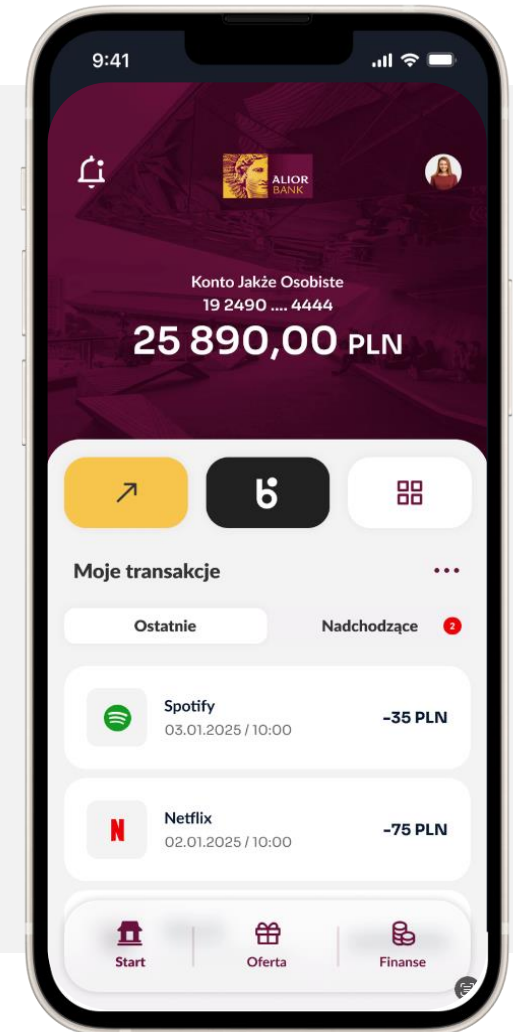 9:41
ALIOR
BANK
Konto Jakże Osobiste
19 2490 .... 4444
25 890,00 PLN
Moje transakcje
Ostatnie
Nadchodzące 2
Spotify
03.01.2025 / 10:00
-35 PLN
Netflix
02.01.2025 / 10:00
-75 PLN
Start
Oferta
Finanse